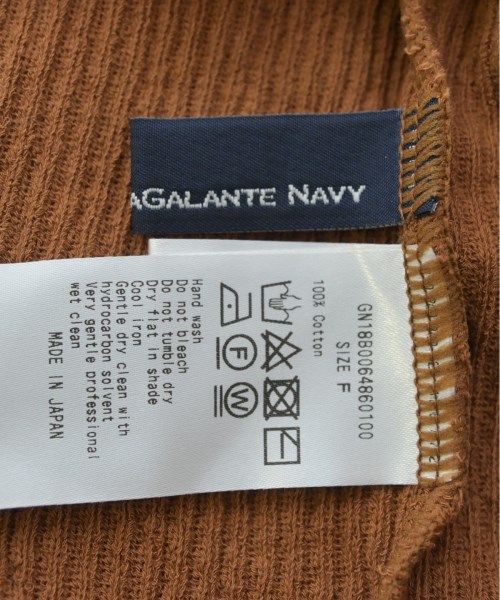 AGALANTE NAVY
GN18B0064860100
SIZE F
100% Cotton
F
W
Hand wash
Do not bleach
Do not tumble dry
Dry flat in shade
Cool iron
Gentle dry clean with
hydrocarbon solvent
Very gentle professional
wet clean
MADE IN JAPAN